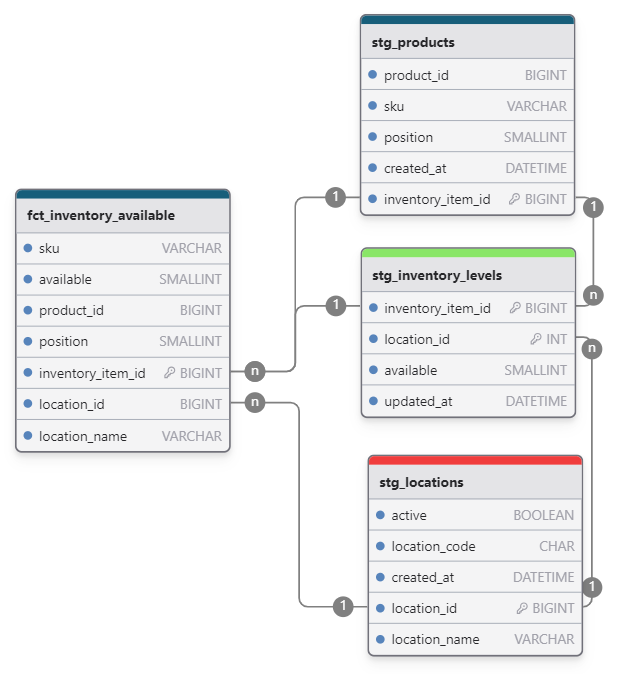 fct_inventory_available
sku VARCHAR
available SMALLINT
product_id BIGINT
position SMALLINT
inventory_item_id BIGINT
location_id BIGINT
location_name VARCHAR
n
n
1
1
1
stg_products
product_id BIGINT
sku VARCHAR
position SMALLINT
created_at DATETIME
inventory_item_id BIGINT
1
n
stg_inventory_levels
inventory_item_id BIGINT
location_id INT
available SMALLINT
updated_at DATETIME
n
1
stg_locations
active BOOLEAN
location_code CHAR
created_at DATETIME
location_id BIGINT
location_name VARCHAR